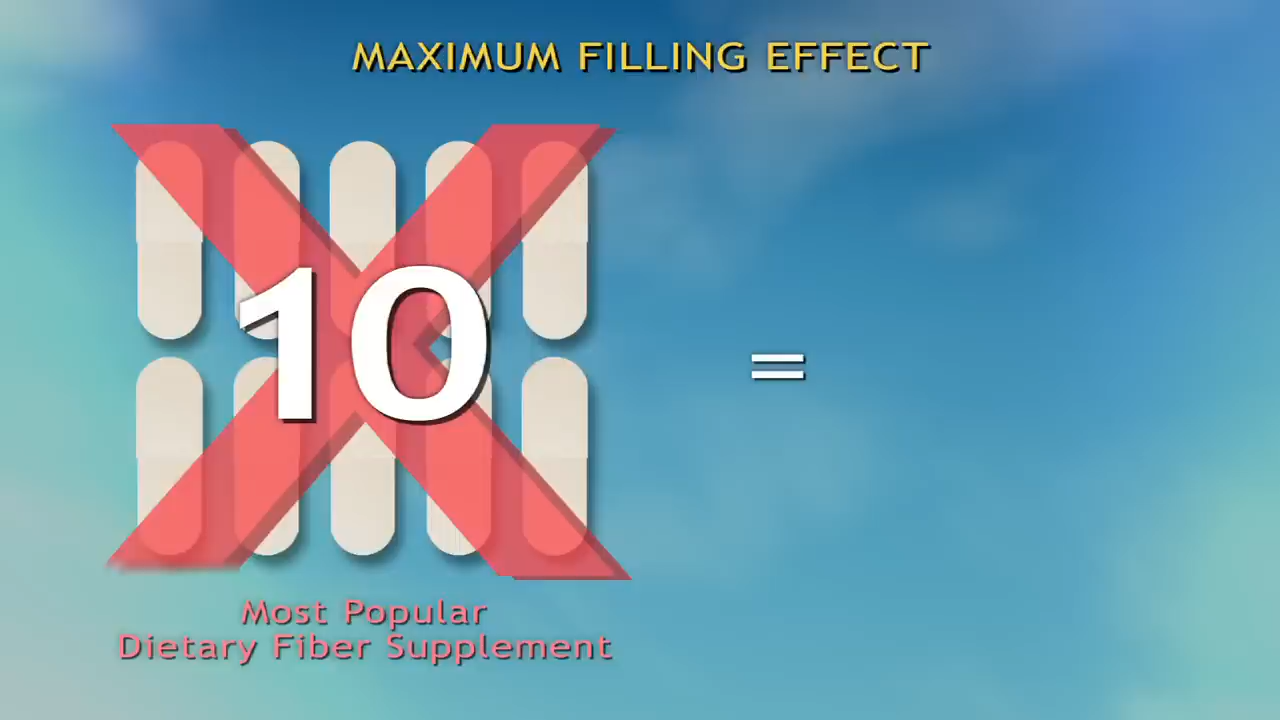 MAXIMUM FILLING EFFECT
10
=
Most Popular
Dietary Fiber Supplement